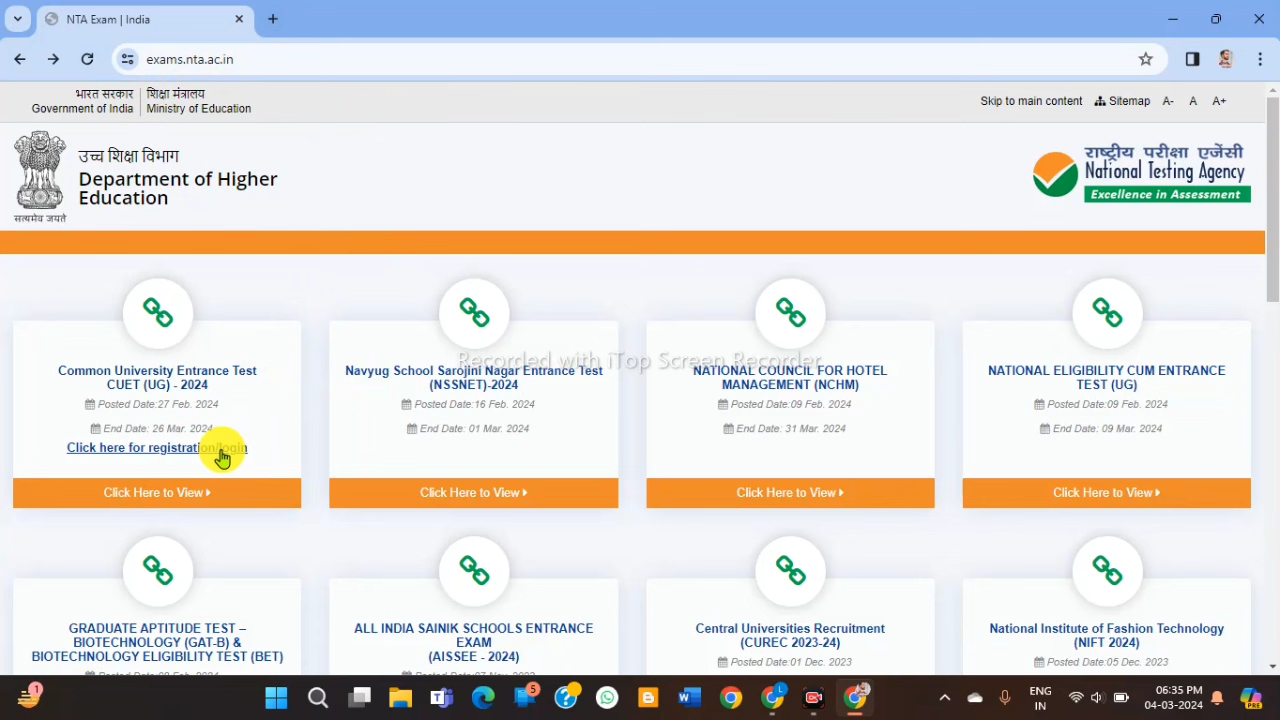 NTA Exam | India
exams.nta.ac.in
भारत सरकार
Government of India
शिक्षा मंत्रालय
Ministry of Education
Skip to main content
Sitemap
A- A A+
सत्यमेव जयते
उच्च शिक्षा विभाग
Department of Higher
Education
राष्ट्रीय परीक्षा एजेंसी
National Testing Agency
Excellence in Assessment
Recorded with iTop Screen Recorder
Common University Entrance Test
CUET (UG) - 2024
Posted Date:27 Feb. 2024
End Date: 26 Mar. 2024
Click here for registration/login
Click Here to View
Navyug School Sarojini Nagar Entrance Test
(NSSNET)-2024
Posted Date:16 Feb. 2024
End Date: 01 Mar. 2024
Click Here to View
NATIONAL COUNCIL FOR HOTEL
MANAGEMENT (NCHM)
Posted Date:09 Feb. 2024
End Date: 31 Mar. 2024
Click Here to View
NATIONAL ELIGIBILITY CUM ENTRANCE
TEST (UG)
Posted Date:09 Feb. 2024
End Date: 09 Mar. 2024
Click Here to View
GRADUATE APTITUDE TEST –
BIOTECHNOLOGY (GAT-B) &
BIOTECHNOLOGY ELIGIBILITY TEST (BET)
ALL INDIA SAINIK SCHOOLS ENTRANCE
EXAM
(AISSEE - 2024)
Central Universities Recruitment
(CUREC 2023-24)
Posted Date:01 Dec. 2023
National Institute of Fashion Technology
(NIFT 2024)
Posted Date:05 Dec. 2023
1
5
ENG
IN
06:35 PM
04-03-2024
PRE